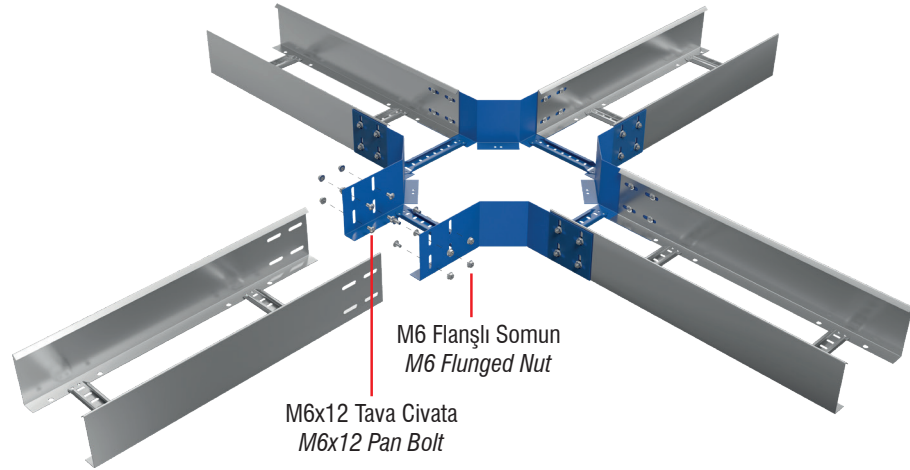 M6 Flanşlı Somun
M6 Flunged Nut
M6x12 Tava Civata
M6x12 Pan Bolt